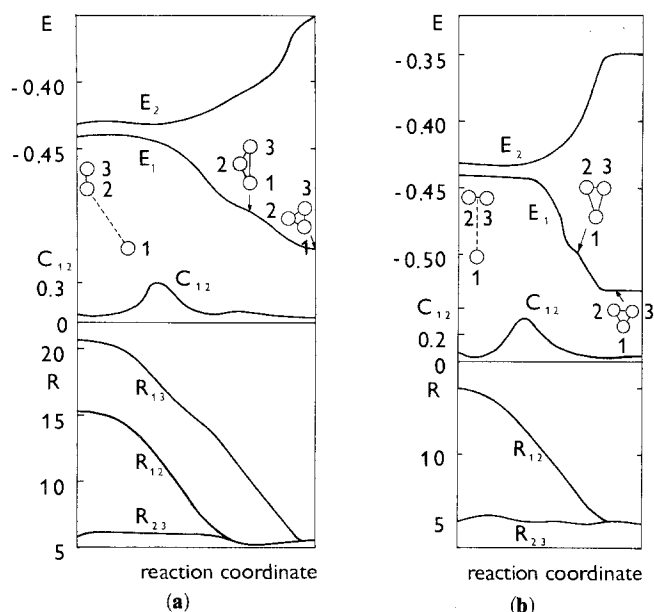 E
- 0.40
E₂
- 0.45
E₁
3
2
1
2
3
1
3
2
1
C₁₂
0.3
C₁₂
0
20
R
R₁₃
15
R₁₂
10
R₂₃
5
reaction coordinate
(a)
E
- 0.35
- 0.40
E₂
- 0.45
E₁
2 3
1
2 3
1
- 0.50
2 3
1
C₁₂
C₁₂
0.2
0
R
R₁₂
10
5
R₂₃
reaction coordinate
(b)